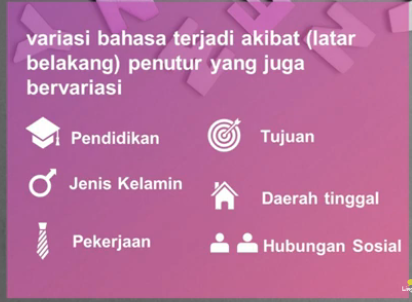 variasi bahasa terjadi akibat (latar
belakang) penutur yang juga
bervariasi
Pendidikan
Tujuan
Jenis Kelamin
Daerah tinggal
Pekerjaan
Hubungan Sosial